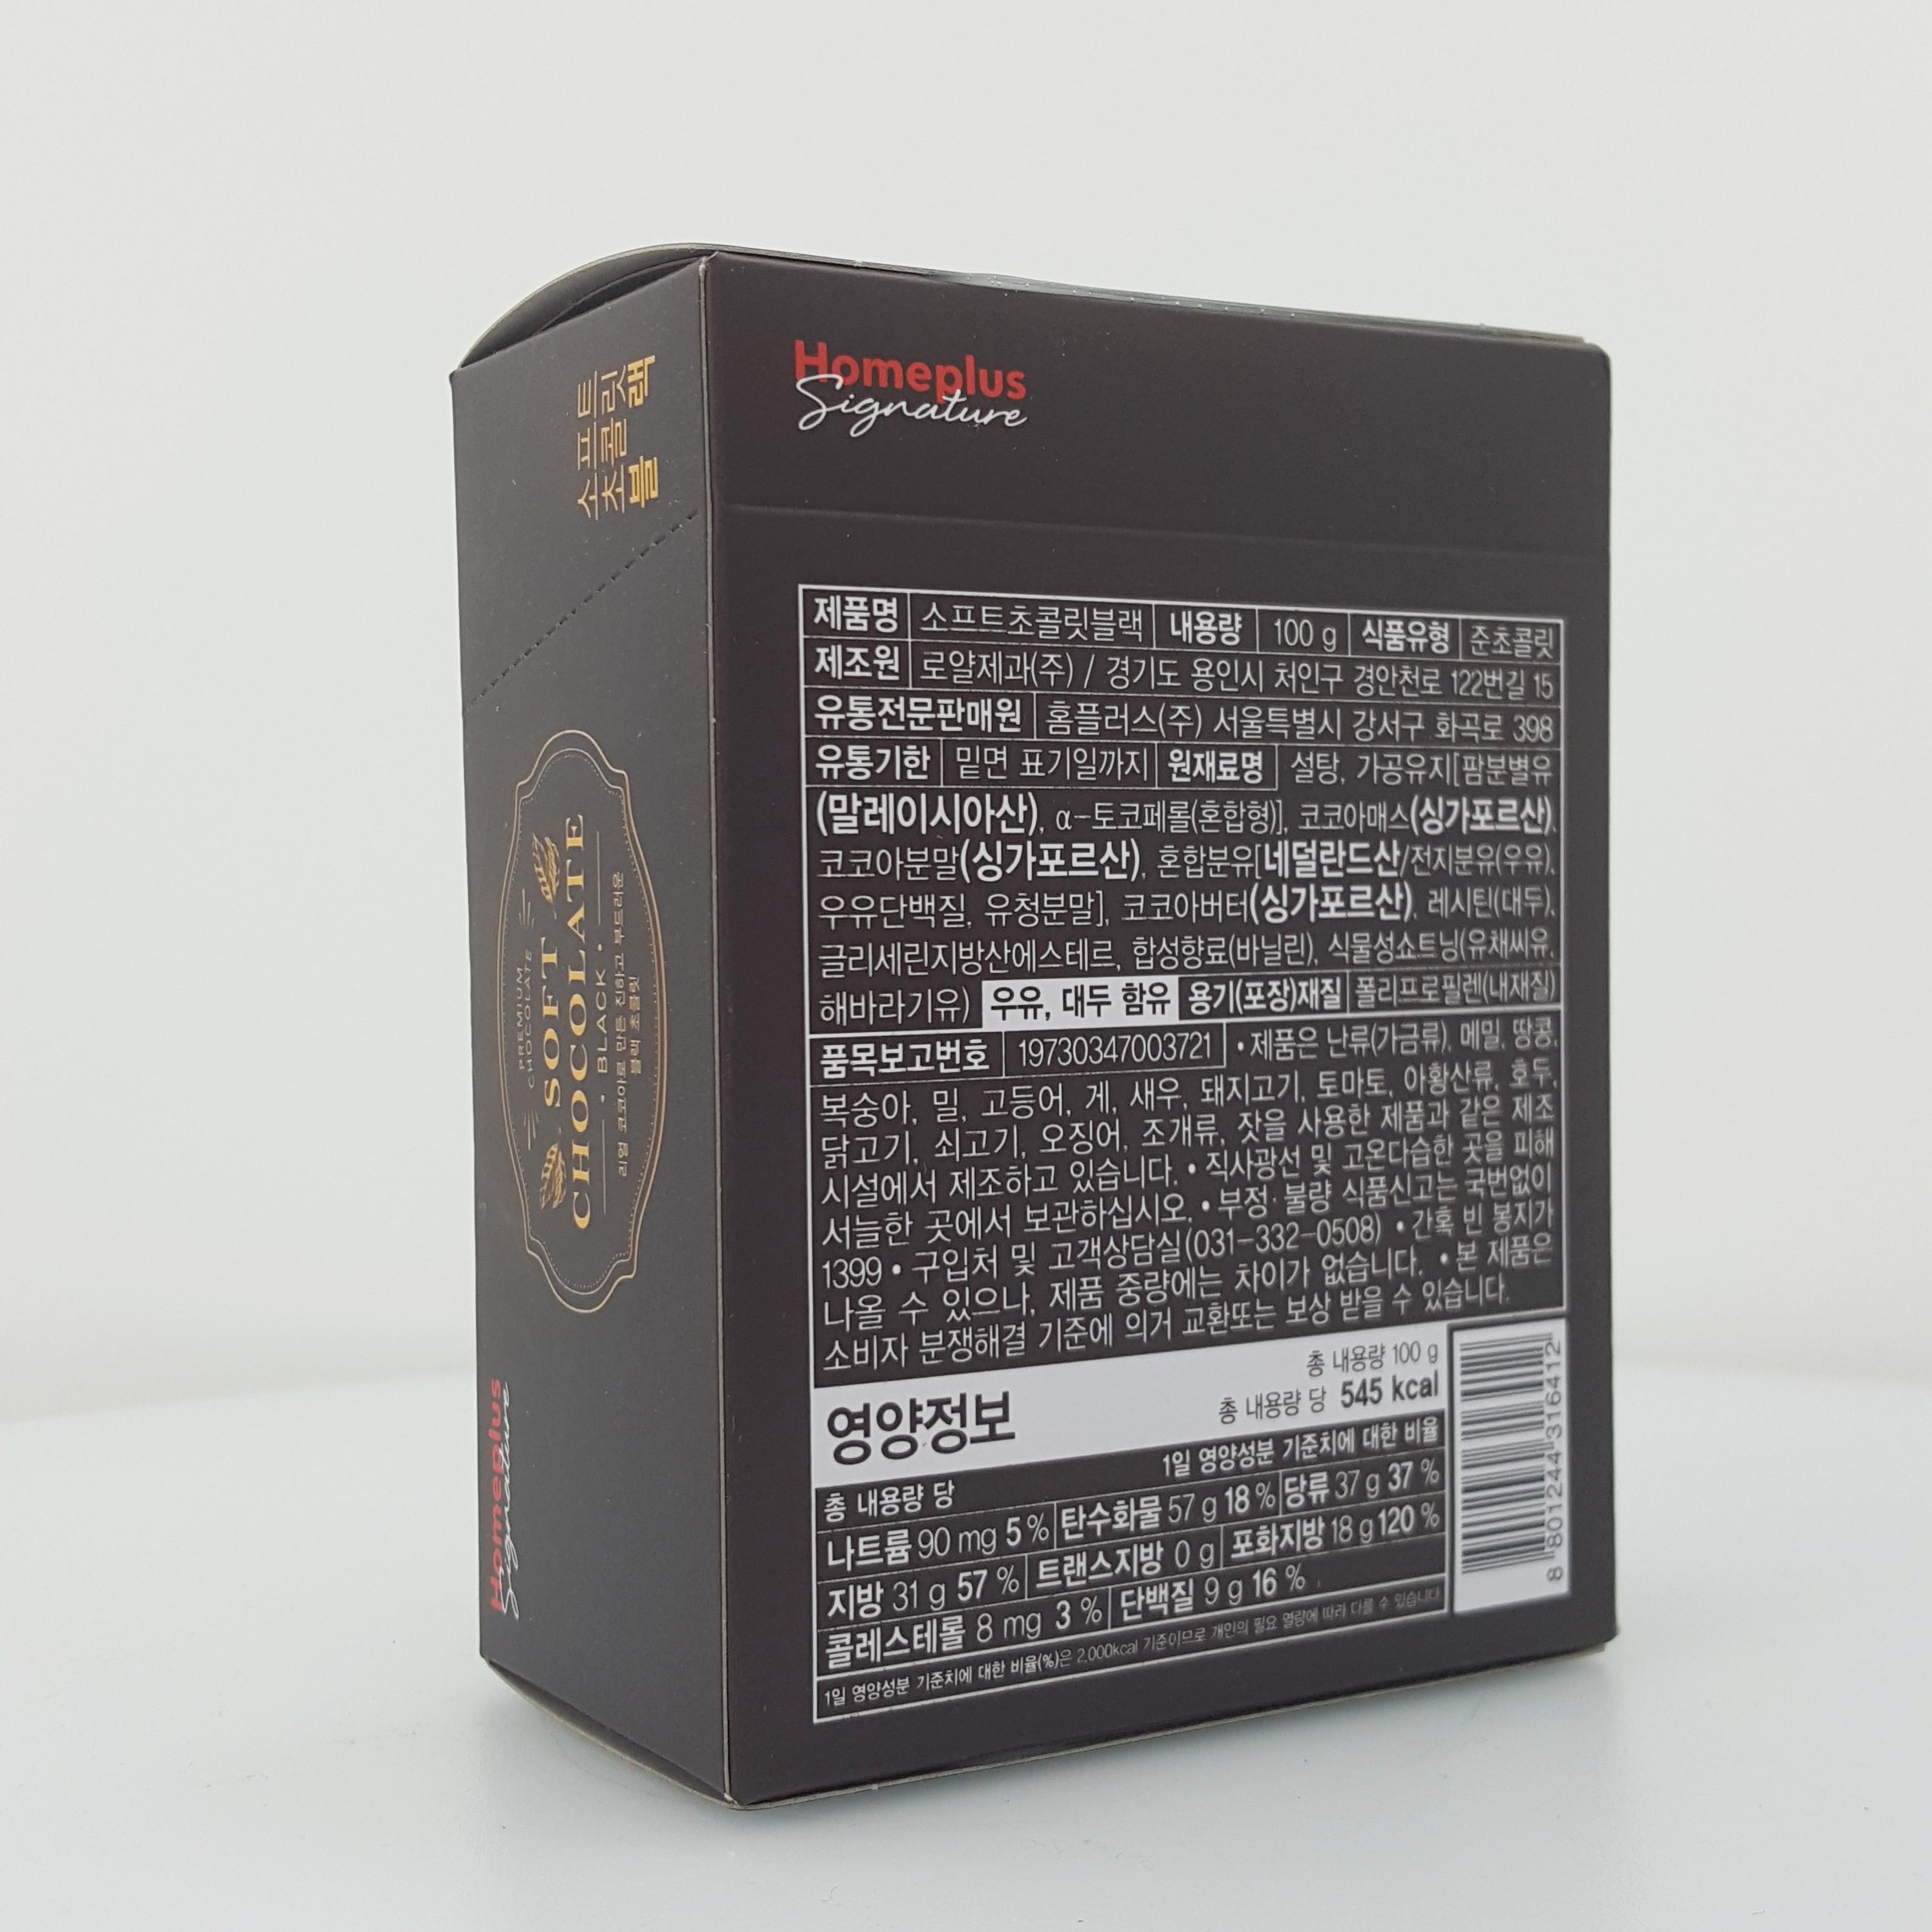 Homeplus
Signature
제품명 소프트초콜릿블랙 내용량 100 g 식품유형 준초콜릿
제조원 로얄제과(주) / 경기도 용인시 처인구 경안천로 122번길 15
유통전문판매원 홈플러스(주) 서울특별시 강서구 화곡로 398
유통기한 밑면 표기일까지 원재료명 설탕, 가공유지[팜분별유
(말레이시아산), α-토코페롤(혼합형)], 코코아매스(싱가포르산),
코코아분말(싱가포르산), 혼합분유[네덜란드산/전지분유(우유),
우유단백질, 유청분말], 코코아버터(싱가포르산), 레시틴(대두),
글리세린지방산에스테르, 합성향료(바닐린), 식물성쇼트닝(유채씨유,
해바라기유) 우유, 대두 함유 용기(포장)재질 폴리프로필렌(내재질)
품목보고번호 19730347003721 • 제품은 난류(가금류), 메밀, 땅콩,
복숭아, 밀, 고등어, 게, 새우, 돼지고기, 토마토, 아황산류, 호두,
닭고기, 쇠고기, 오징어, 조개류, 잣을 사용한 제품과 같은 제조
시설에서 제조하고 있습니다. • 직사광선 및 고온다습한 곳을 피해
서늘한 곳에서 보관하십시오. • 부정·불량 식품신고는 국번없이
1399 • 구입처 및 고객상담실(031-332-0508) • 간혹 빈 봉지가
나올 수 있으나, 제품 중량에는 차이가 없습니다. • 본 제품은
소비자 분쟁해결 기준에 의거 교환또는 보상 받을 수 있습니다.
영양정보
총 내용량 100 g
총 내용량 당 545 kcal
총 내용량 당 1일 영양성분 기준치에 대한 비율
나트륨 90 mg 5 % 탄수화물 57 g 18 % 당류 37 g 37 %
지방 31 g 57 % 트랜스지방 0 g 포화지방 18 g 120 %
콜레스테롤 8 mg 3 % 단백질 9 g 16 %
1일 영양성분 기준치에 대한 비율(%)은 2,000kcal 기준이므로 개인의 필요 열량에 따라 다를 수 있습니다
8 801244 316412
소프트
초콜릿
블랙
PREMIUM
CHOCOLATE
SOFT
CHOCOLATE
• BLACK •
리얼 코코아로 만든 진하고 부드러운
블랙 초콜릿
Homeplus
Signature